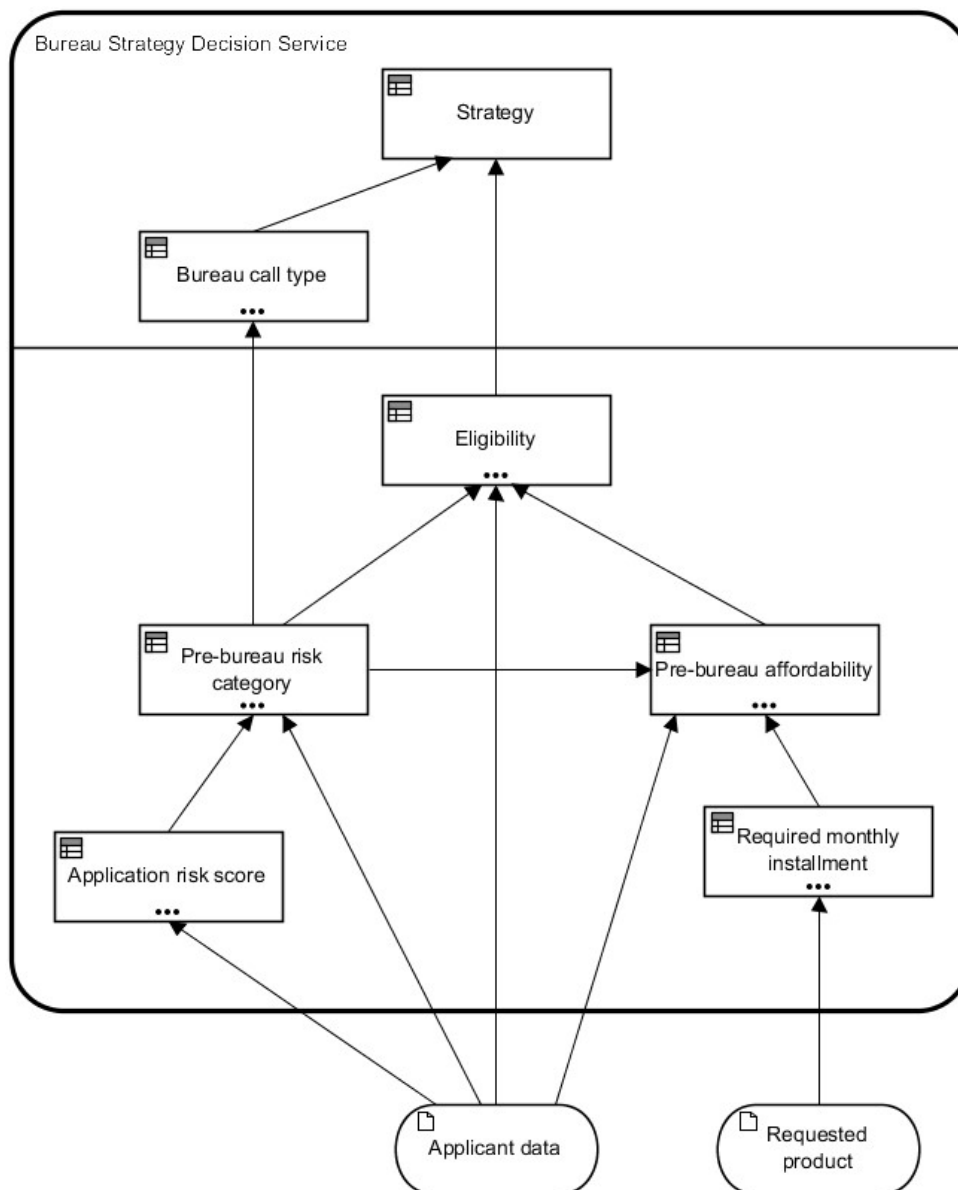 Bureau Strategy Decision Service
Strategy
Bureau call type
Eligibility
Pre-bureau risk
category
Pre-bureau affordability
Application risk score
Required monthly
installment
Applicant data
Requested
product